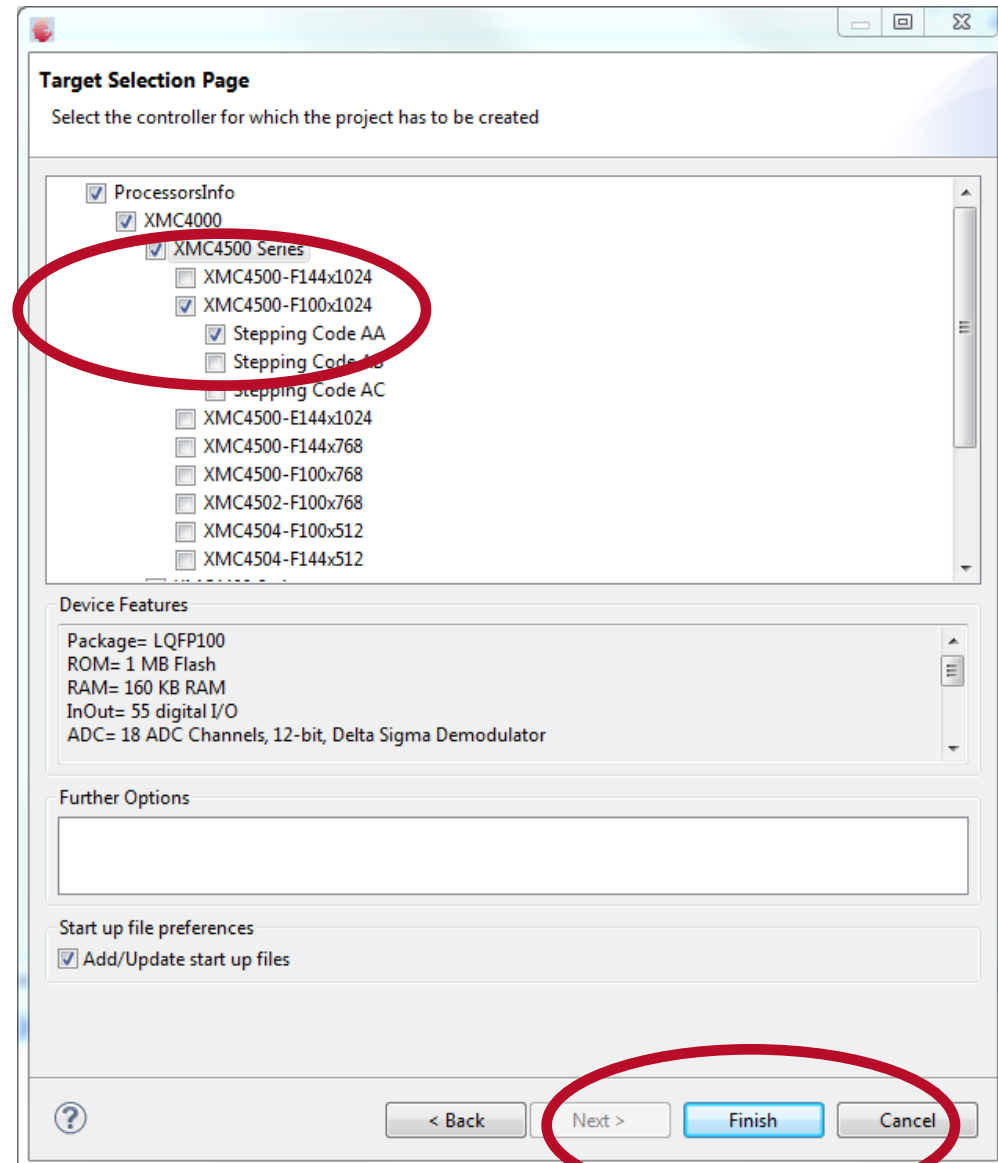 Target Selection Page
Select the controller for which the project has to be created
ProcessorsInfo
XMC4000
XMC4500 Series
XMC4500-F144x1024
XMC4500-F100x1024
Stepping Code AA
Stepping Code AB
Stepping Code AC
XMC4500-E144x1024
XMC4500-F144x768
XMC4500-F100x768
XMC4502-F100x768
XMC4504-F100x512
XMC4504-F144x512
Device Features
Package= LQFP100
ROM= 1 MB Flash
RAM= 160 KB RAM
InOut= 55 digital I/O
ADC= 18 ADC Channels, 12-bit, Delta Sigma Demodulator
Further Options
Start up file preferences
Add/Update start up files
? < Back Next > Finish Cancel